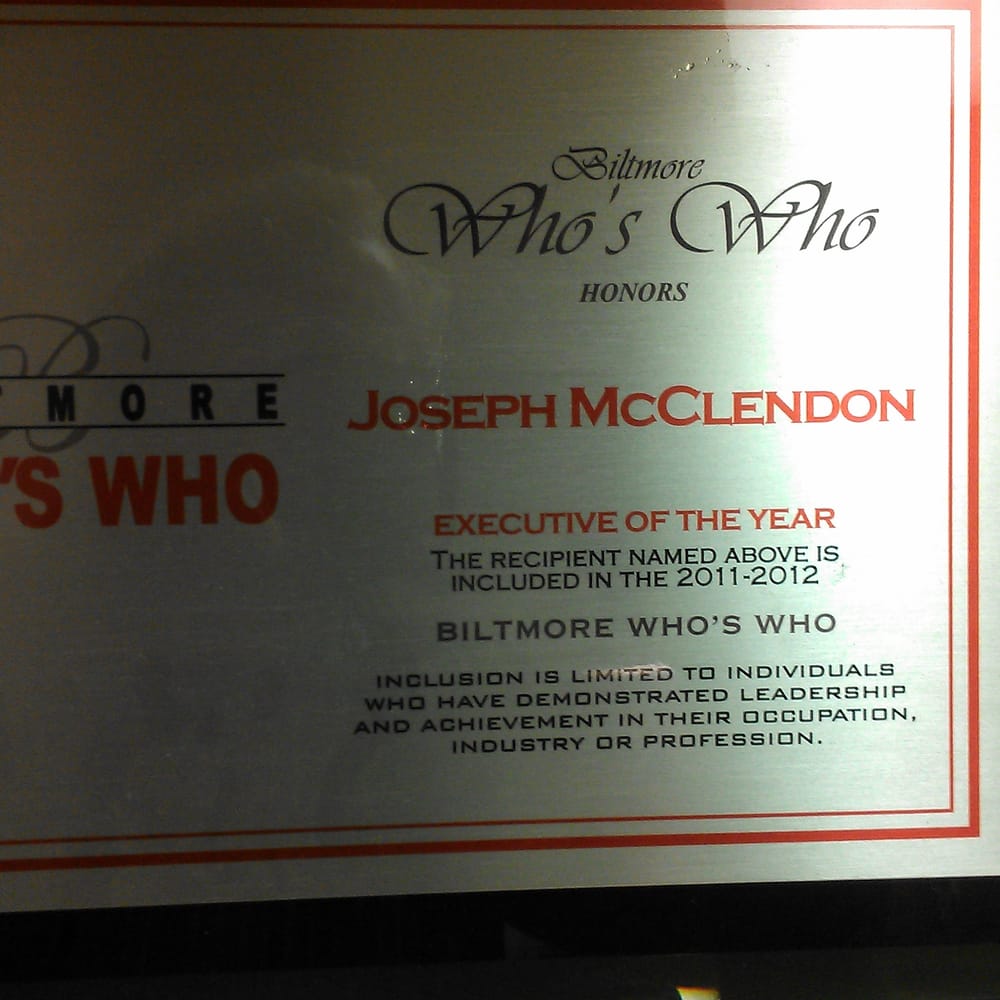 Biltmore
Who's Who
HONORS
MORE
'S WHO
JOSEPH MCCLENDON
EXECUTIVE OF THE YEAR
THE RECIPIENT NAMED ABOVE IS
INCLUDED IN THE 2011-2012
BILTMORE WHO'S WHO
INCLUSION IS LIMITED TO INDIVIDUALS
WHO HAVE DEMONSTRATED LEADERSHIP
AND ACHIEVEMENT IN THEIR OCCUPATION,
INDUSTRY OR PROFESSION.